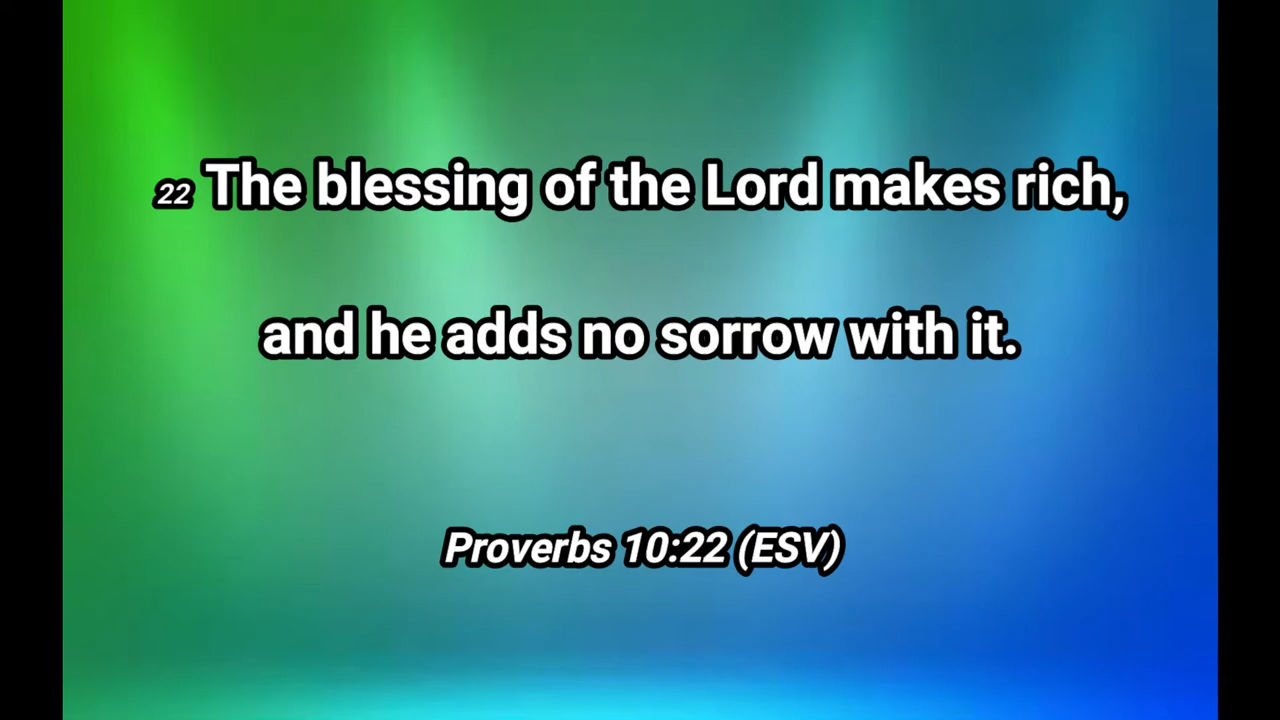 22 The blessing of the Lord makes rich,
and he adds no sorrow with it.
Proverbs 10:22 (ESV)